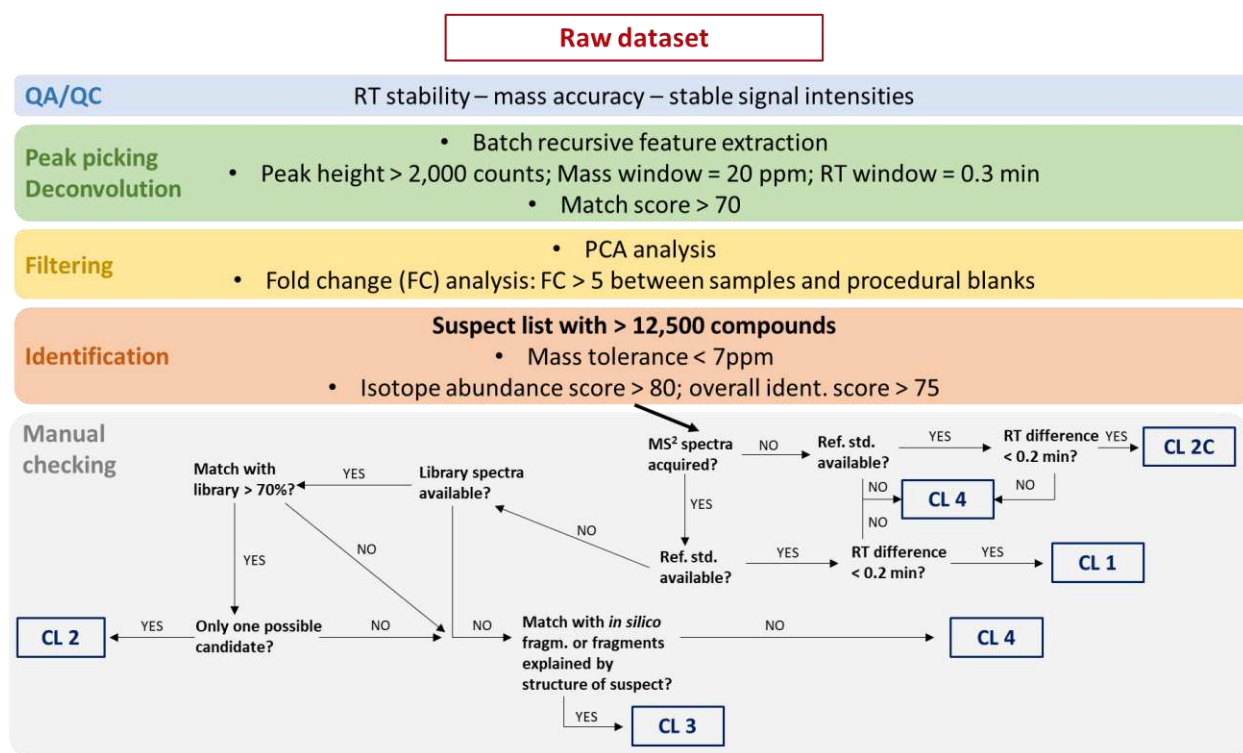 Raw dataset
QA/QC
RT stability – mass accuracy – stable signal intensities
Peak picking
Deconvolution
• Batch recursive feature extraction
• Peak height > 2,000 counts; Mass window = 20 ppm; RT window = 0.3 min
• Match score > 70
Filtering
• PCA analysis
• Fold change (FC) analysis: FC > 5 between samples and procedural blanks
Identification
Suspect list with > 12,500 compounds
• Mass tolerance < 7ppm
• Isotope abundance score > 80; overall ident. score > 75
Manual
checking
MS² spectra
acquired?
NO
Ref. std.
available?
YES
RT difference
< 0.2 min?
YES
CL 2C
Match with
library > 70%?
YES
Library spectra
available?
YES
NO
CL 4
NO
NO
NO
Ref. std.
available?
YES
RT difference
< 0.2 min?
YES
CL 1
YES
NO
CL 2
YES
Only one possible
candidate?
NO
NO
Match with in silico
fragm. or fragments
explained by
structure of suspect?
NO
CL 4
YES
CL 3